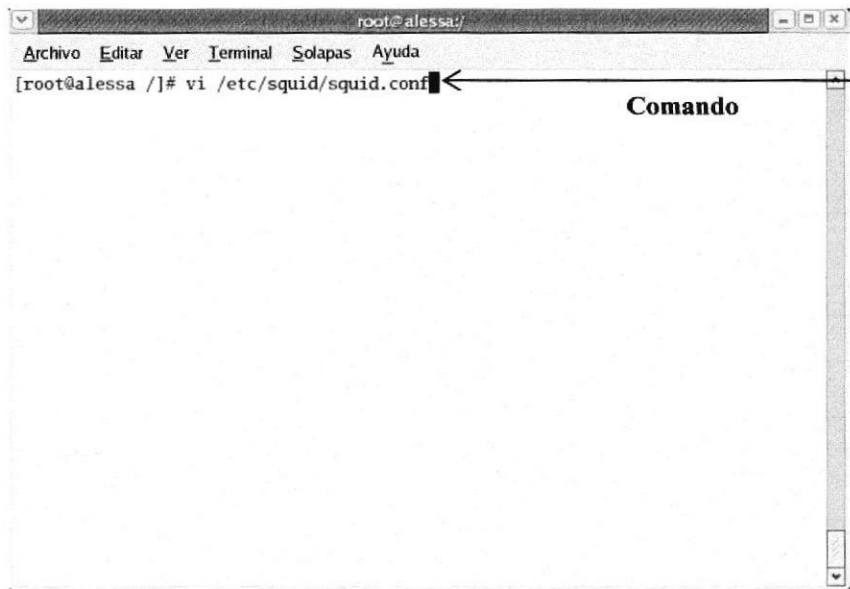 root@alessa:/
Archivo Editar Ver Terminal Solapas Ayuda
[root@alessa /]# vi /etc/squid/squid.conf
Comando